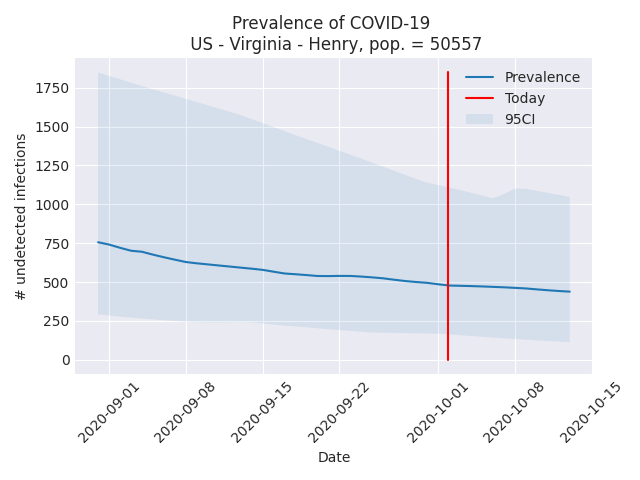 Prevalence of COVID-19
US - Virginia - Henry, pop. = 50557
Prevalence
Today
95CI
# undetected infections
1750
1500
1250
1000
750
500
250
0
2020-09-01
2020-09-08
2020-09-15
2020-09-22
2020-10-01
2020-10-08
2020-10-15
Date